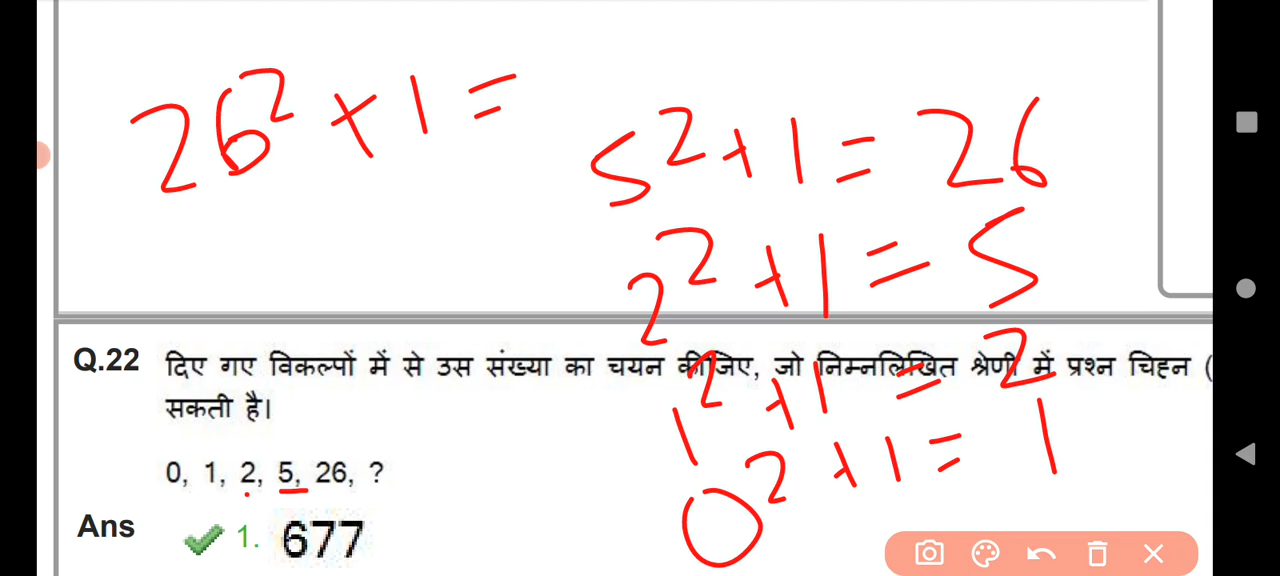 26² + 1 =
5² + 1 = 26
2² + 1 = 5
1² + 1 = 2
0² + 1 = 1
Q.22 दिए गए विकल्पों में से उस संख्या का चयन कीजिए, जो निम्नलिखित श्रेणी में प्रश्न चिह्न (
सकती है।
0, 1, 2, 5, 26, ?
Ans 1. 677